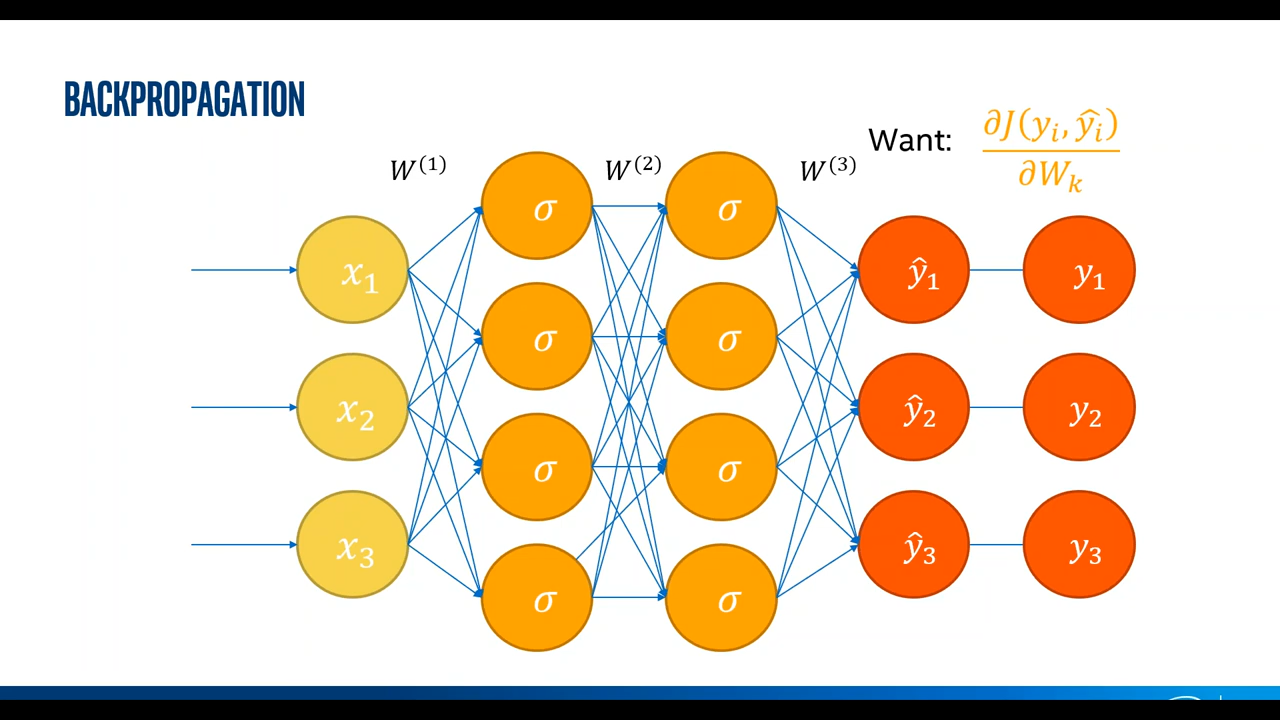 BACKPROPAGATION
Want: ∂J(yᵢ, ŷᵢ) / ∂Wₖ
W⁽¹⁾ W⁽²⁾ W⁽³⁾
σ σ
x₁ ŷ₁ y₁
σ σ
x₂ ŷ₂ y₂
σ σ
x₃ ŷ₃ y₃
σ σ